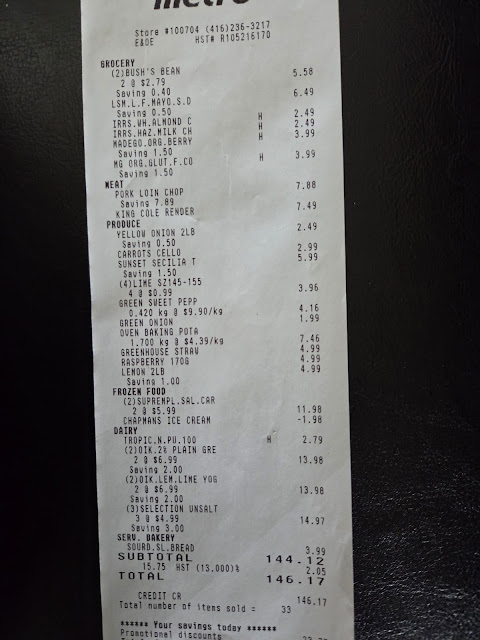 metro
Store #100704 (416)236-3217
E&OE HST# R105216170
GROCERY
(2)BUSH'S BEAN 5.58
2 @ $2.79
Saving 0.40
LSM.L.F.MAYO.S.D 6.49
Saving 0.50
IRRS.WH.ALMOND C H 2.49
IRRS.HAZ.MILK CH H 2.49
MADEGO.ORG.BERRY H 3.99
Saving 1.50
MG ORG.GLUT.F.CO H 3.99
Saving 1.50
MEAT
PORK LOIN CHOP 7.88
Saving 7.89
KING COLE RENDER 7.49
PRODUCE
YELLOW ONION 2LB 2.49
Saving 0.50
CARROTS CELLO 2.99
SUNSET SECILIA T 5.99
Saving 1.50
(4)LIME SZ145-155 3.96
4 @ $0.99
GREEN SWEET PEPP 4.16
0.420 kg @ $9.90/kg
GREEN ONION 1.99
OVEN BAKING POTA 7.46
1.700 kg @ $4.39/kg
GREENHOUSE STRAW 4.99
RASPBERRY 170G 4.99
LEMON 2LB 4.99
Saving 1.00
FROZEN FOOD
(2)SUPREMPL.SAL.CAR 11.98
2 @ $5.99
CHAPMANS ICE CREAM -1.98
DAIRY
TROPIC.N.PU.100 H 2.79
(2)OIK.2% PLAIN GRE 13.98
2 @ $6.99
Saving 2.00
(2)OIK.LEM.LIME YOG 13.98
2 @ $6.99
Saving 2.00
(3)SELECTION UNSALT 14.97
3 @ $4.99
Saving 3.00
SERV. BAKERY
SOURD.SL.BREAD 3.99
SUBTOTAL 144.12
15.75 HST (13.000)% 2.05
TOTAL 146.17
CREDIT CR 146.17
Total number of items sold = 33
****** Your savings today ******
Promotional discounts